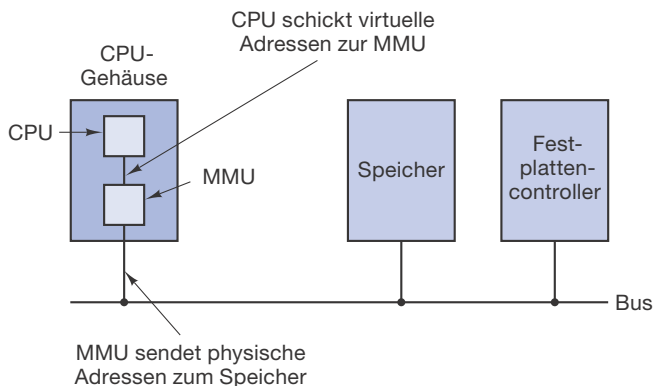 CPU schickt virtuelle
Adressen zur MMU
CPU-
Gehäuse
CPU
MMU
Speicher
Fest-
platten-
controller
Bus
MMU sendet physische
Adressen zum Speicher